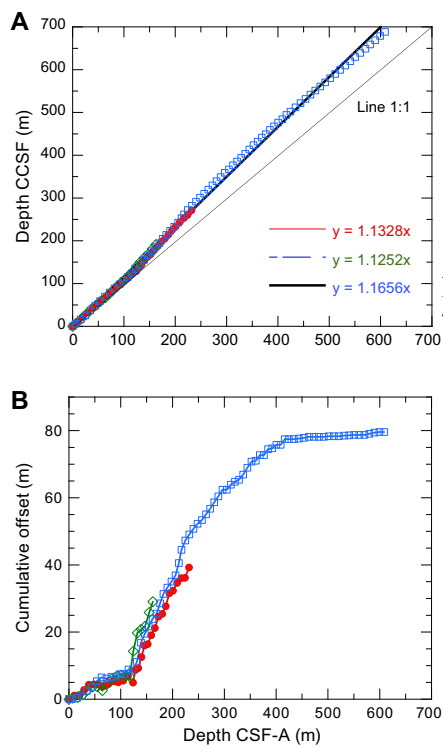 A
700
600
500
400
300
200
100
0
Depth CCSF (m)
Line 1:1
y = 1.1328x
y = 1.1252x
y = 1.1656x
0 100 200 300 400 500 600 700
B
80
60
40
20
0
Cumulative offset (m)
0 100 200 300 400 500 600 700
Depth CSF-A (m)